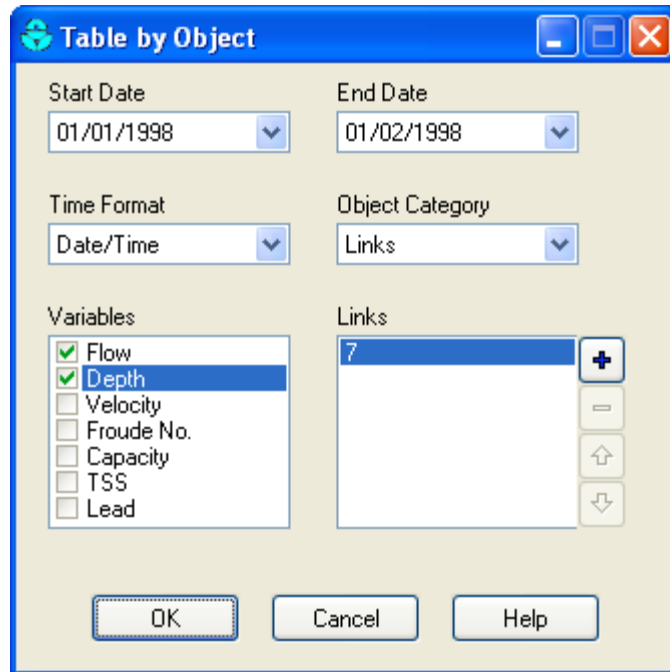 Table by Object
Start Date
End Date
01/01/1998
01/02/1998
Time Format
Object Category
Date/Time
Links
Variables
Links
Flow
Depth
Velocity
Froude No.
Capacity
TSS
Lead
7
OK
Cancel
Help